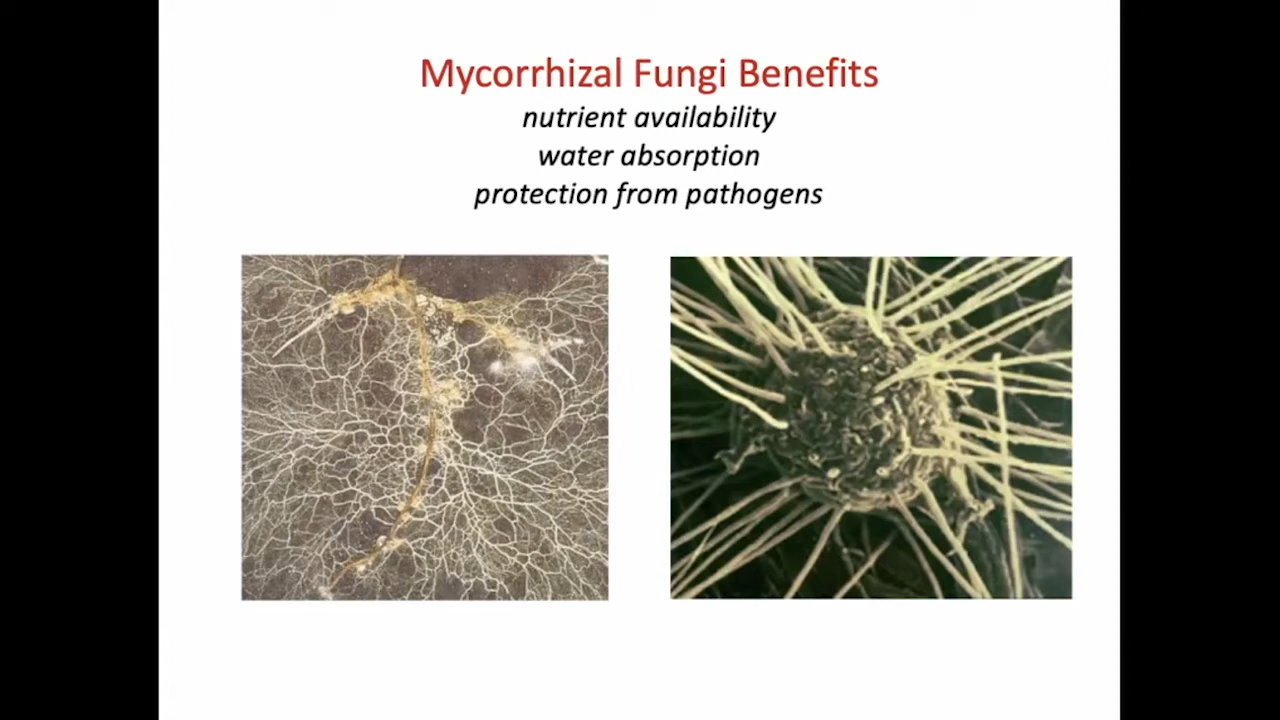 Mycorrhizal Fungi Benefits
nutrient availability
water absorption
protection from pathogens